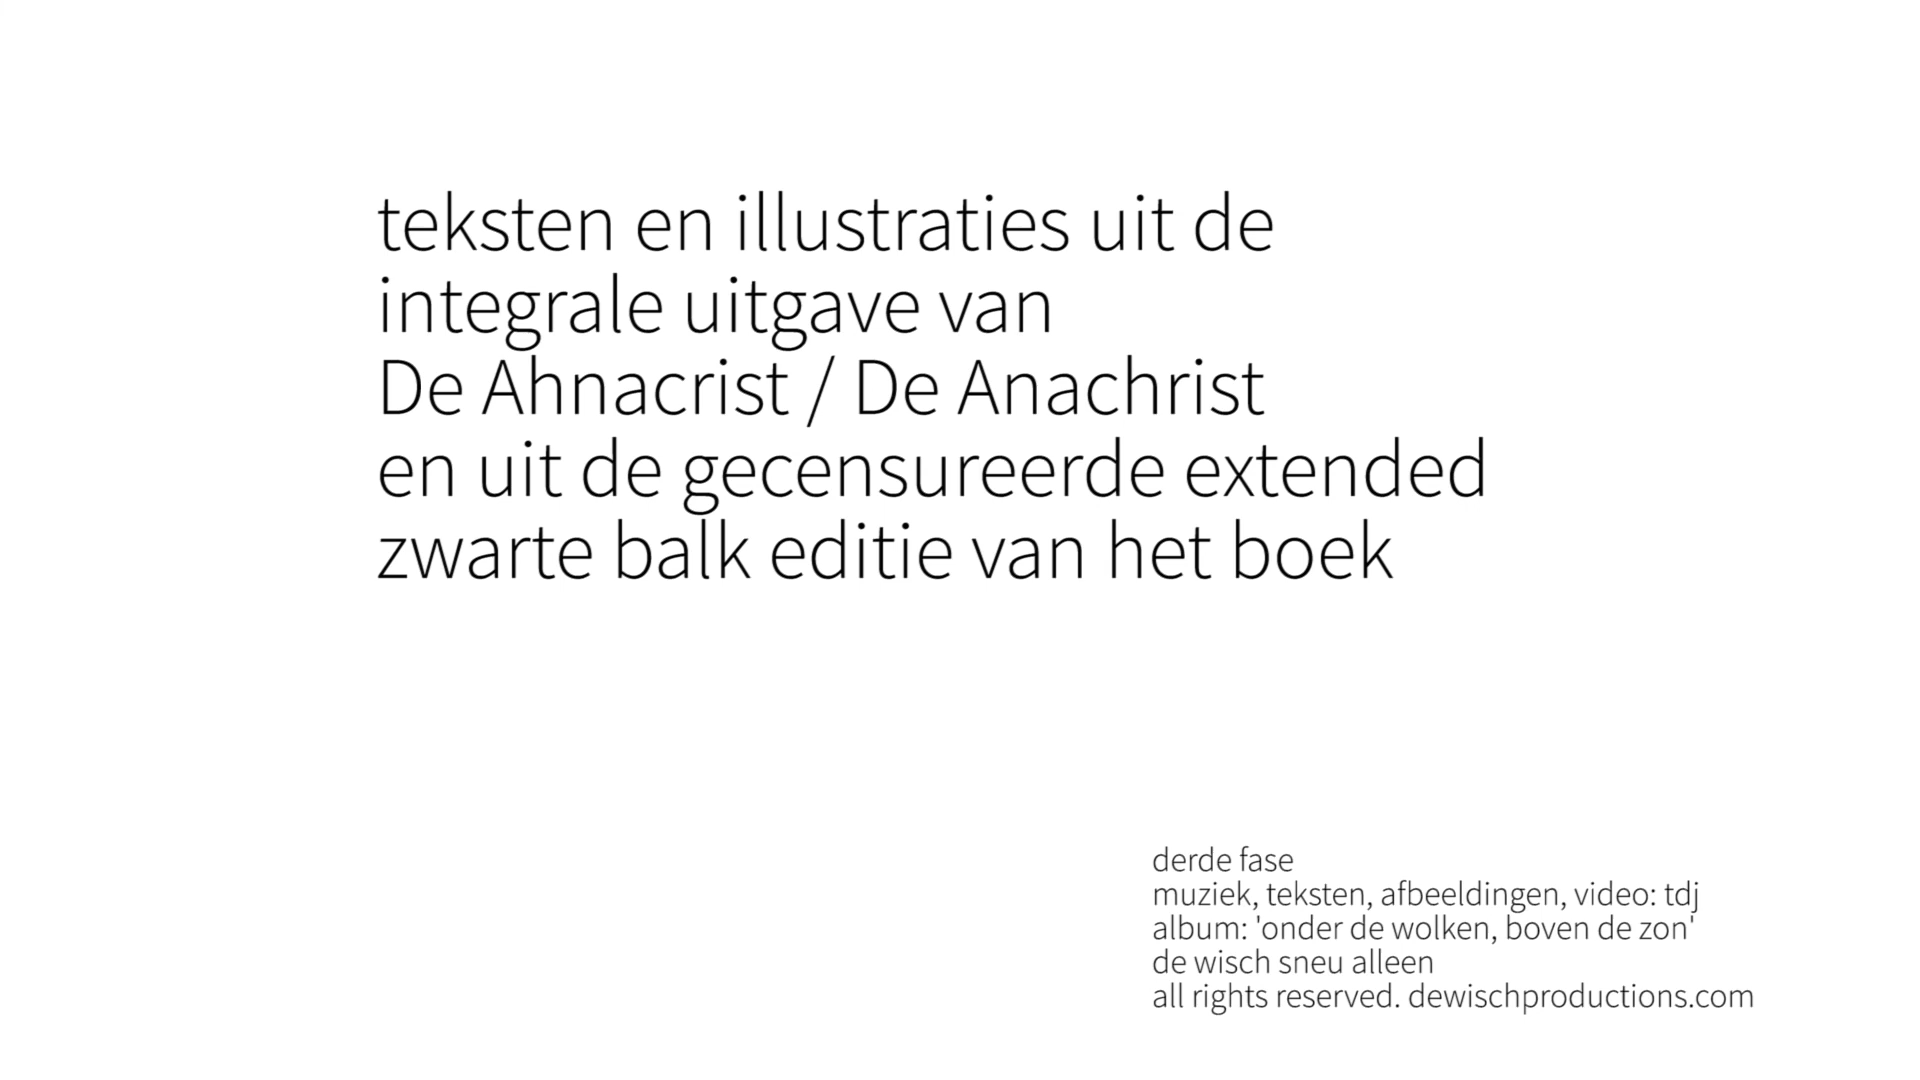 teksten en illustraties uit de
integrale uitgave van
De Ahnacrist / De Anachrist
en uit de gecensureerde extended
zwarte balk editie van het boek
derde fase
muziek, teksten, afbeeldingen, video: tdj
album: 'onder de wolken, boven de zon'
de wisch sneu alleen
all rights reserved. dewischproductions.com